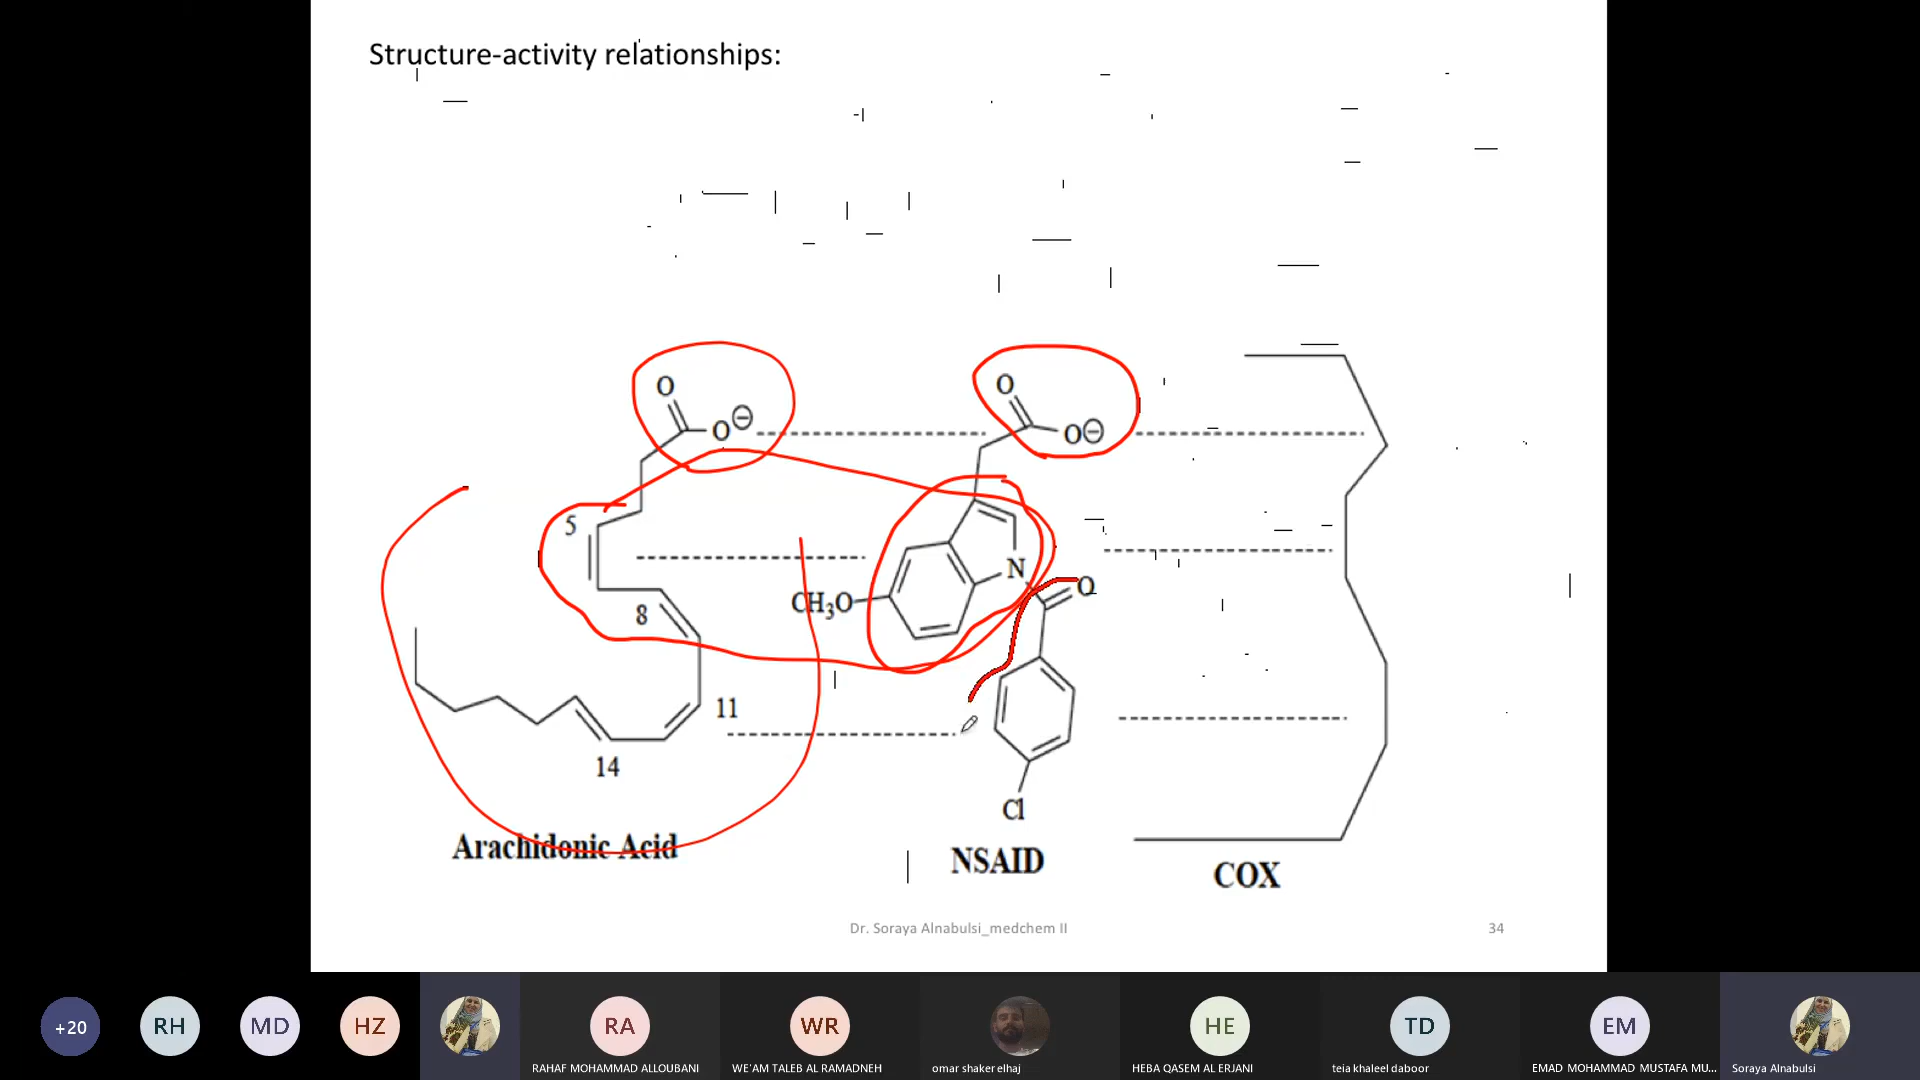 Structure-activity relationships:
O
O⊖
O
O⊖
5
8
N
CH3O
O
11
14
Cl
Arachidonic Acid
NSAID
COX
Dr. Soraya Alnabulsi_medchem II
34
+20
RH
MD
HZ
RA
WR
HE
TD
EM
RAHAF MOHAMMAD ALLOUBANI
WE'AM TALEB AL RAMADNEH
omar shaker elhaj
HEBA QASEM AL ERJANI
teia khaleel daboor
EMAD MOHAMMAD MUSTAFA MU...
Soraya Alnabulsi